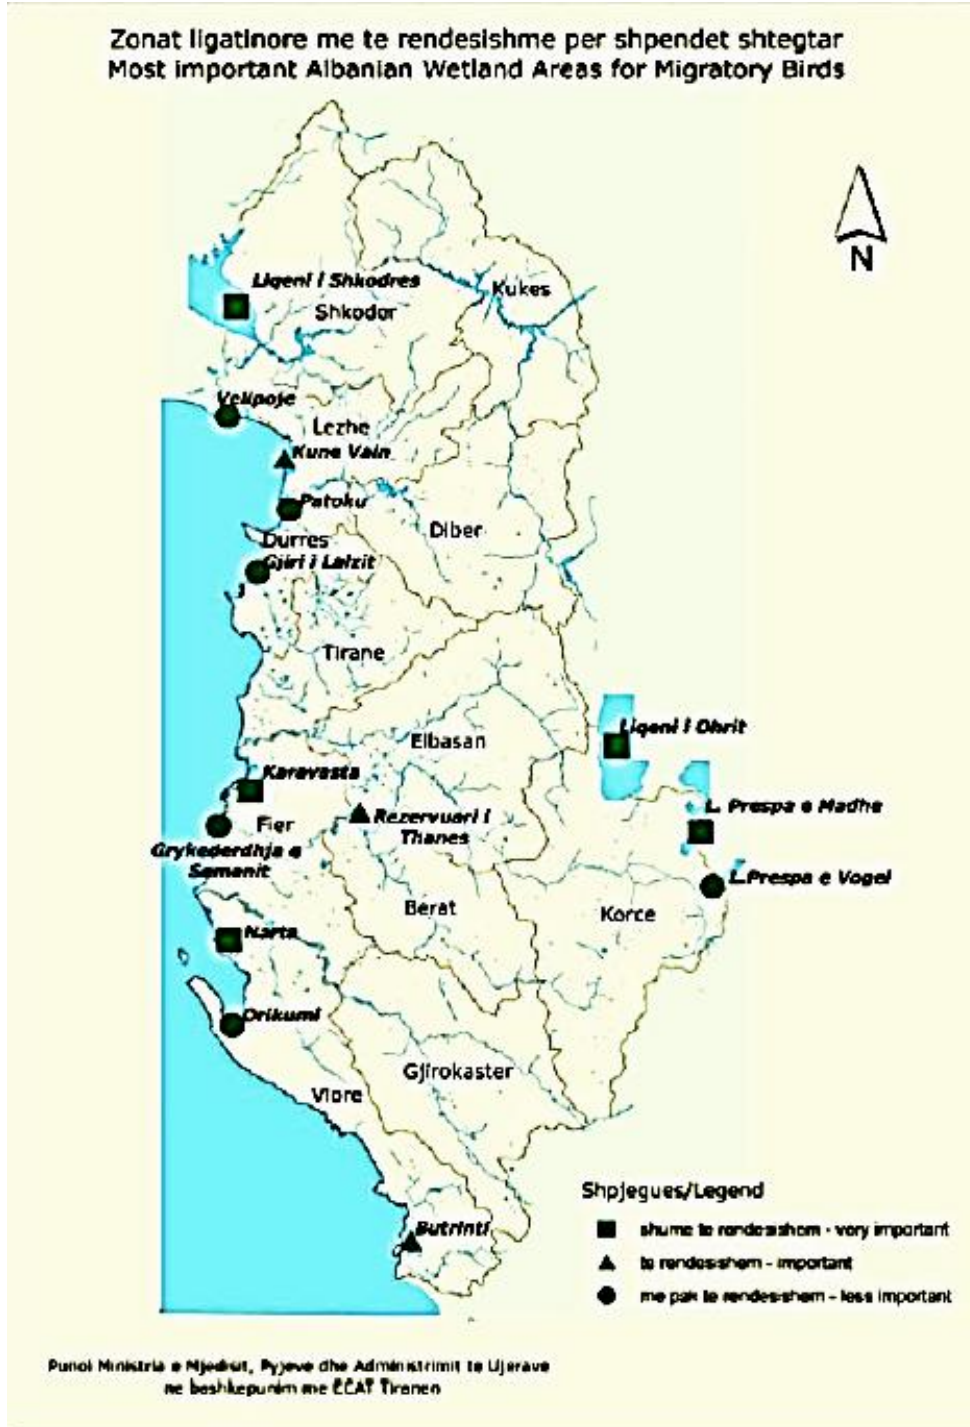 Zonat ligatinore me te rendesishme per shpendet shtegtar
Most important Albanian Wetland Areas for Migratory Birds
N
Liqeni i Shkodres
Kukes
Shkoder
Velipoje
Lezhe
Kune Vain
Patoku
Diber
Durres
Gjiri i Lalzit
Tirane
Liqeni i Ohrit
Elbasan
Karavasta
L. Prespa e Madhe
Rezervuari i
Thanes
Fier
Grykederdhja e
Semanit
L.Prespa e Vogel
Berat
Korce
Narta
Orikumi
Gjirokaster
Vlore
Butrinti
Shpjegues/Legend
shume te rendesishem - very important
te rendesishem - important
me pak te rendesishem - less important
Punoi Ministria e Mjedisit, Pyjeve dhe Administrimit te Ujerave
ne bashkepunim me ECAT Tiranen